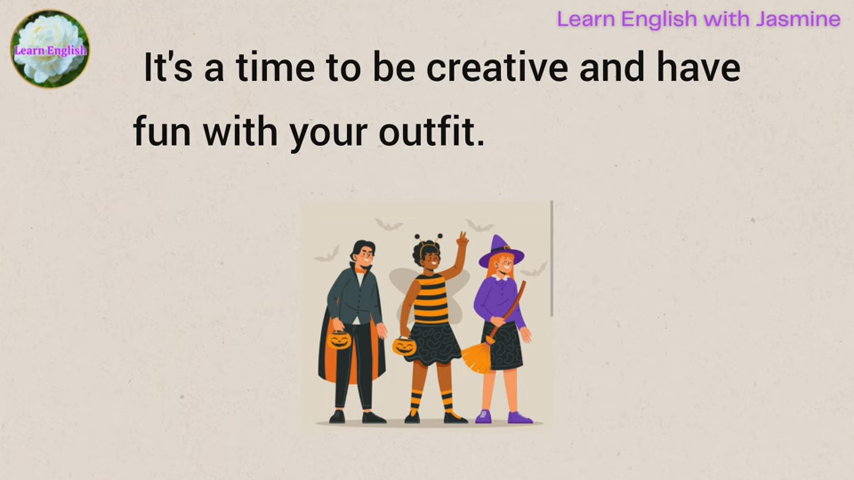 Learn English with Jasmine
Learn English
It's a time to be creative and have
fun with your outfit.